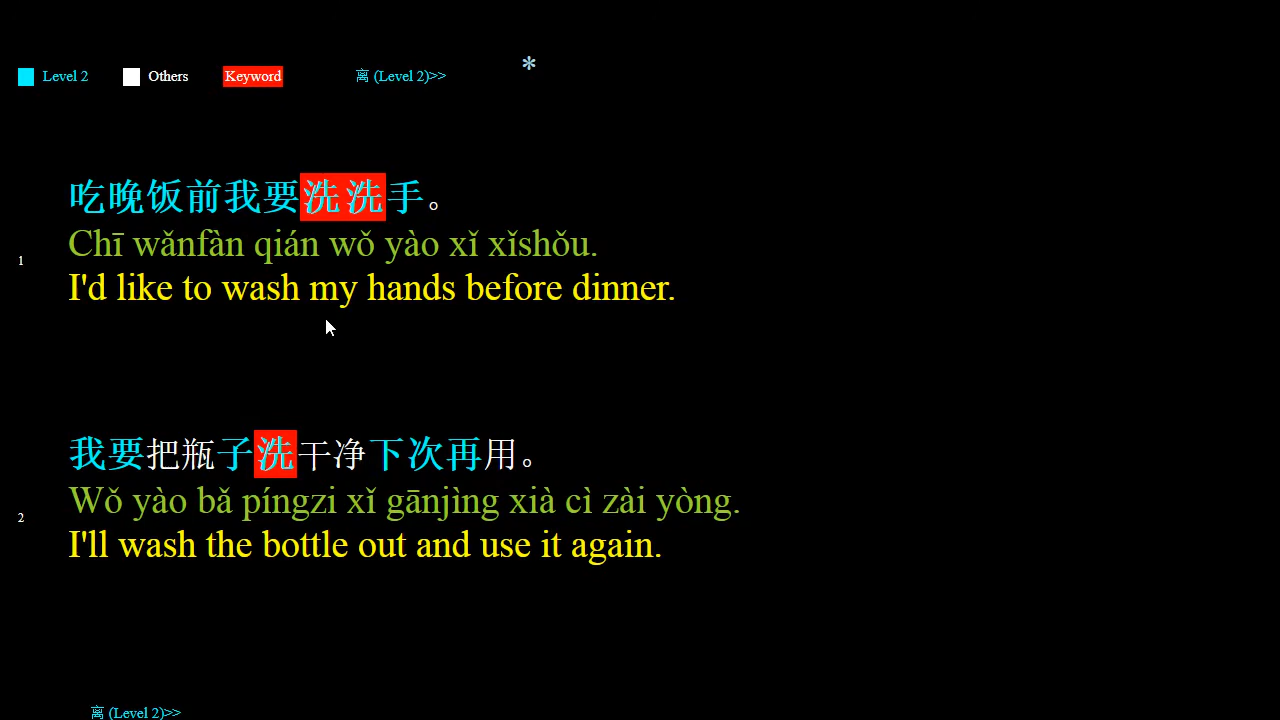 Level 2 Others Keyword 离 (Level 2)>> *
吃晚饭前我要洗洗手。
Chī wǎnfàn qián wǒ yào xǐ xǐshǒu.
1
I'd like to wash my hands before dinner.
我要把瓶子洗干净下次再用。
Wǒ yào bǎ píngzi xǐ gānjìng xià cì zài yòng.
2
I'll wash the bottle out and use it again.
离 (Level 2)>>